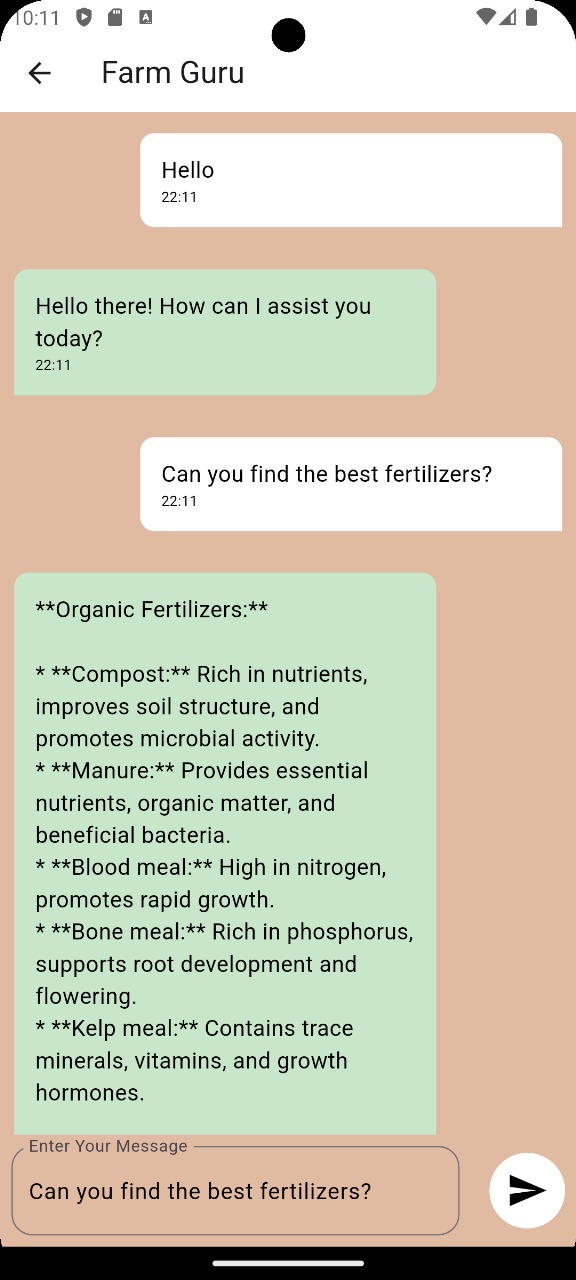 10:11
Farm Guru
Hello
22:11
Hello there! How can I assist you
today?
22:11
Can you find the best fertilizers?
22:11
**Organic Fertilizers:**
* **Compost:** Rich in nutrients,
improves soil structure, and
promotes microbial activity.
* **Manure:** Provides essential
nutrients, organic matter, and
beneficial bacteria.
* **Blood meal:** High in nitrogen,
promotes rapid growth.
* **Bone meal:** Rich in phosphorus,
supports root development and
flowering.
* **Kelp meal:** Contains trace
minerals, vitamins, and growth
hormones.
Enter Your Message
Can you find the best fertilizers?